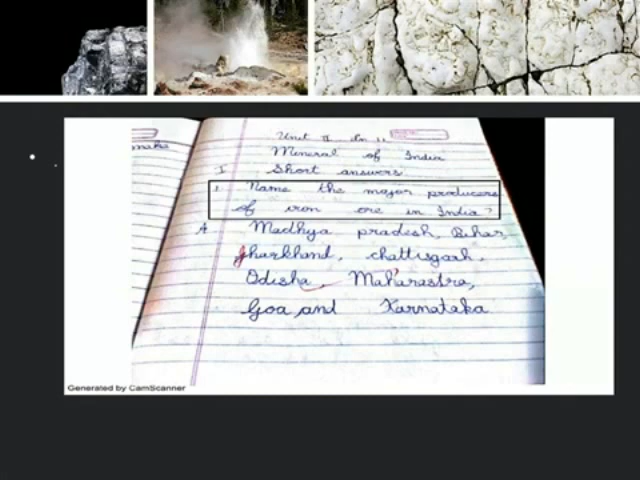 make
Unit II Ln 11
Mineral of India
I Short answers
1. Name the major producers
of iron ore in India?
A. Madhya pradesh, Bihar,
Jharkhand, chattisgarh,
Odisha, Maharastra,
Goa, and Karnataka
Generated by CamScanner